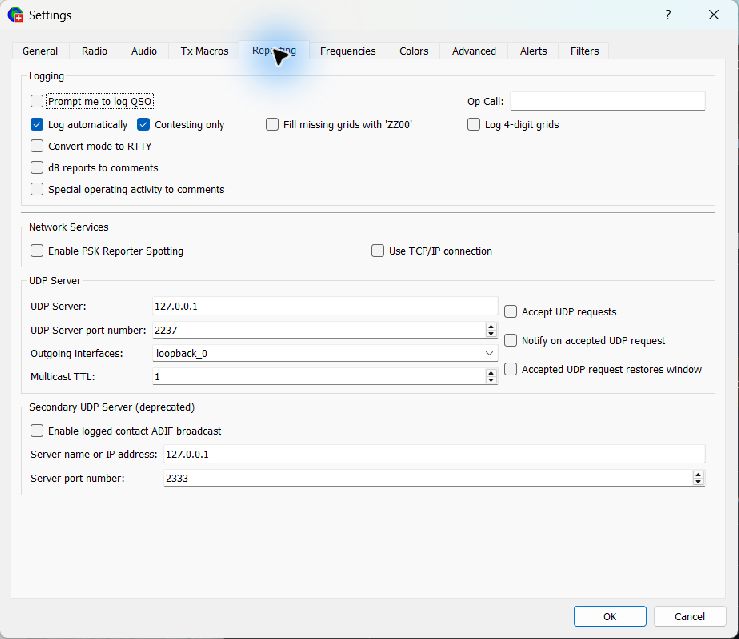 Settings
General Radio Audio Tx Macros Reporting Frequencies Colors Advanced Alerts Filters
Logging
Prompt me to log QSO Op Call:
Log automatically Contesting only Fill missing grids with 'ZZ00' Log 4-digit grids
Convert mode to RTTY
dB reports to comments
Special operating activity to comments
Network Services
Enable PSK Reporter Spotting Use TCP/IP connection
UDP Server
UDP Server: 127.0.0.1 Accept UDP requests
UDP Server port number: 2237
Notify on accepted UDP request
Outgoing interfaces: loopback_0
Multicast TTL: 1 Accepted UDP request restores window
Secondary UDP Server (deprecated)
Enable logged contact ADIF broadcast
Server name or IP address: 127.0.0.1
Server port number: 2333
OK Cancel